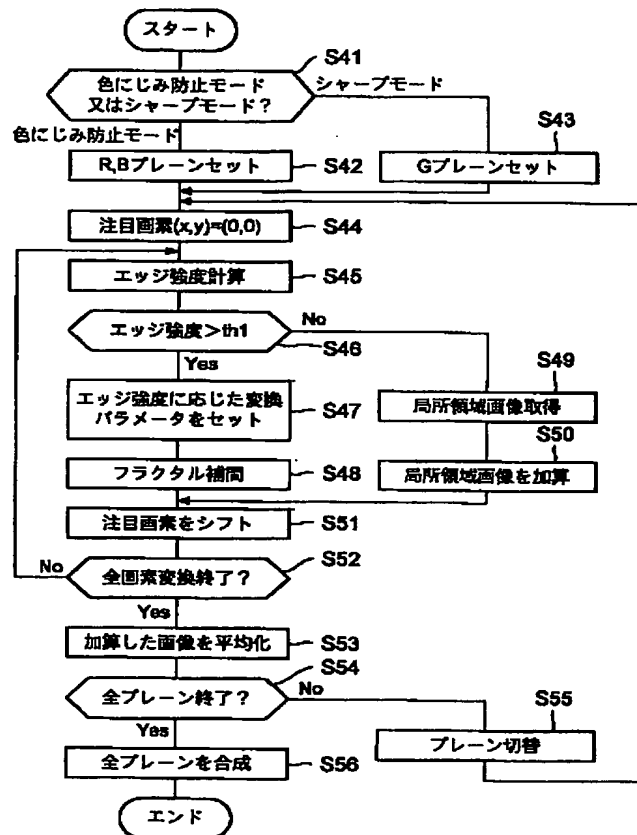 スタート
S41
色にじみ防止モード
又はシャープモード？
シャープモード
色にじみ防止モード
S43
R,Bプレーンセット
S42
Gプレーンセット
注目画素(x,y)=(0,0)
S44
エッジ強度計算
S45
エッジ強度＞th1
No
S46
Yes
S49
エッジ強度に応じた変換
パラメータをセット
S47
局所領域画像取得
S50
フラクタル補間
S48
局所領域画像を加算
注目画素をシフト
S51
S52
No
全画素変換終了？
Yes
加算した画像を平均化
S53
S54
全プレーン終了？
No
S55
Yes
プレーン切替
全プレーンを合成
S56
エンド